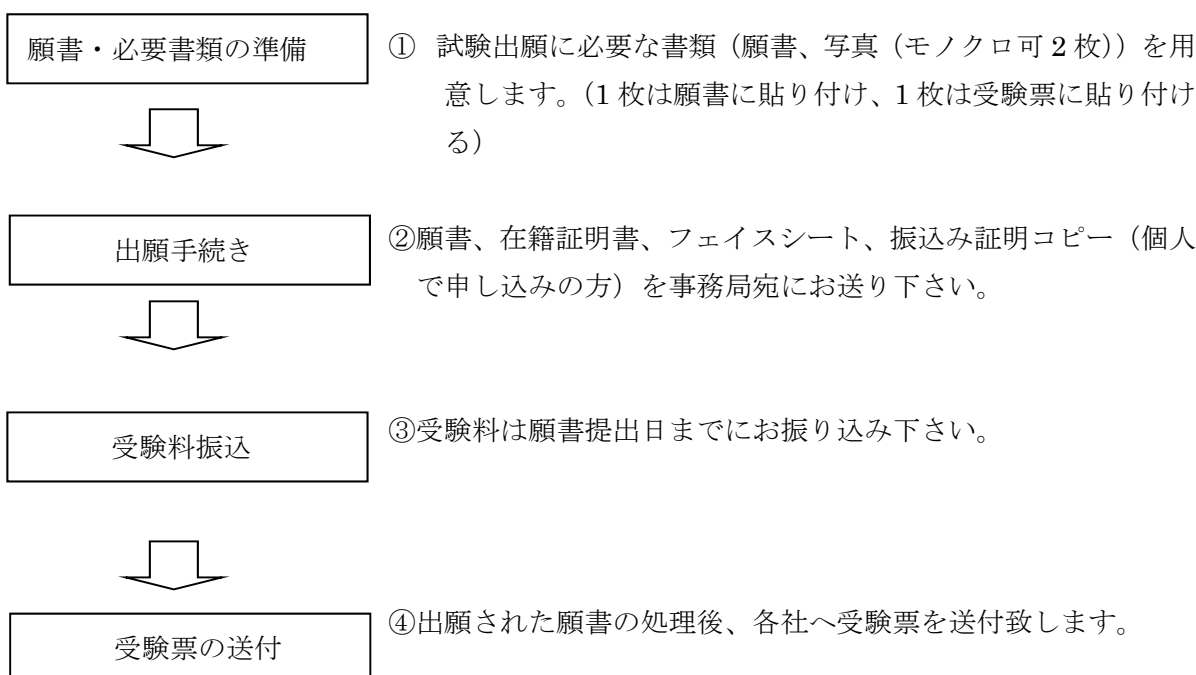 願書・必要書類の準備
① 試験出願に必要な書類（願書、写真（モノクロ可 2 枚））を用
意します。（1 枚は願書に貼り付け、1 枚は受験票に貼り付け
る）
出願手続き
②願書、在籍証明書、フェイスシート、振込み証明コピー（個人
で申し込みの方）を事務局宛にお送り下さい。
受験料振込
③受験料は願書提出日までにお振り込み下さい。
受験票の送付
④出願された願書の処理後、各社へ受験票を送付致します。